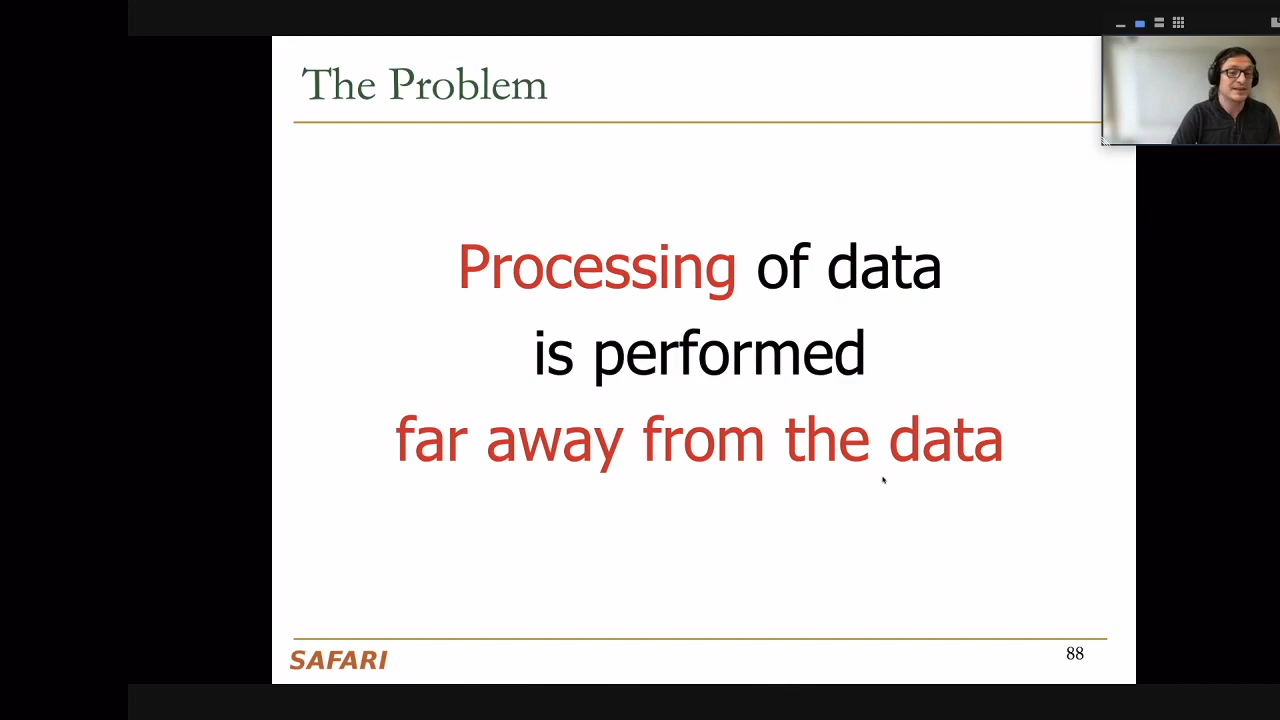 The Problem
Processing of data
is performed
far away from the data
SAFARI
88